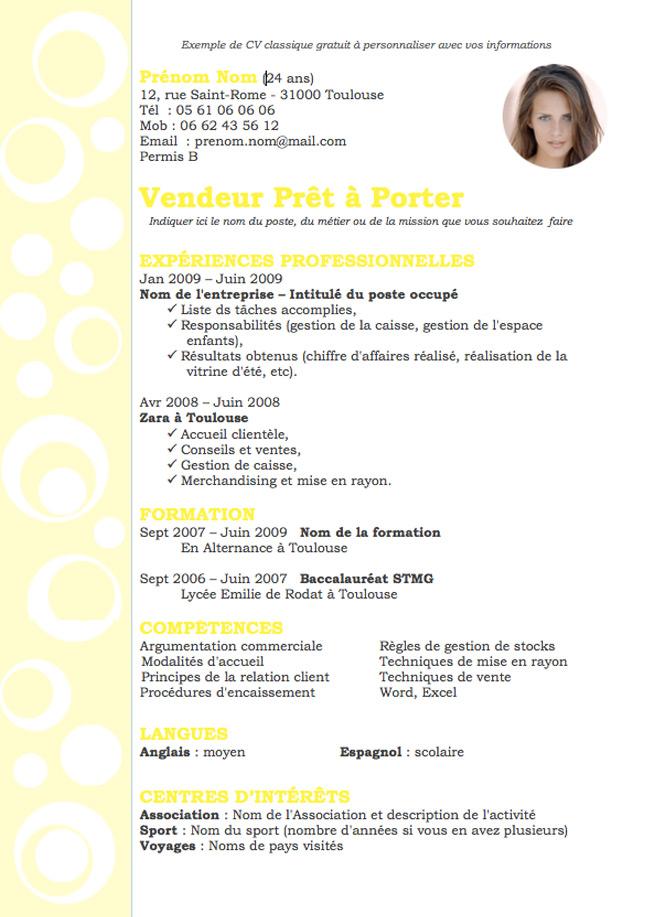 Exemple de CV classique gratuit à personnaliser avec vos informations
Prénom Nom (24 ans)
12, rue Saint-Rome - 31000 Toulouse
Tél : 05 61 06 06 06
Mob : 06 62 43 56 12
Email : prenom.nom@mail.com
Permis B
Vendeur Prêt à Porter
Indiquer ici le nom du poste, du métier ou de la mission que vous souhaitez faire
EXPÉRIENCES PROFESSIONNELLES
Jan 2009 – Juin 2009
Nom de l'entreprise – Intitulé du poste occupé
✓ Liste ds tâches accomplies,
✓ Responsabilités (gestion de la caisse, gestion de l'espace
enfants),
✓ Résultats obtenus (chiffre d'affaires réalisé, réalisation de la
vitrine d'été, etc).
Avr 2008 – Juin 2008
Zara à Toulouse
✓ Accueil clientèle,
✓ Conseils et ventes,
✓ Gestion de caisse,
✓ Merchandising et mise en rayon.
FORMATION
Sept 2007 – Juin 2009 Nom de la formation
En Alternance à Toulouse
Sept 2006 – Juin 2007 Baccalauréat STMG
Lycée Emilie de Rodat à Toulouse
COMPÉTENCES
Argumentation commerciale Règles de gestion de stocks
Modalités d'accueil Techniques de mise en rayon
Principes de la relation client Techniques de vente
Procédures d'encaissement Word, Excel
LANGUES
Anglais : moyen Espagnol : scolaire
CENTRES D'INTÉRÊTS
Association : Nom de l'Association et description de l'activité
Sport : Nom du sport (nombre d'années si vous en avez plusieurs)
Voyages : Noms de pays visités